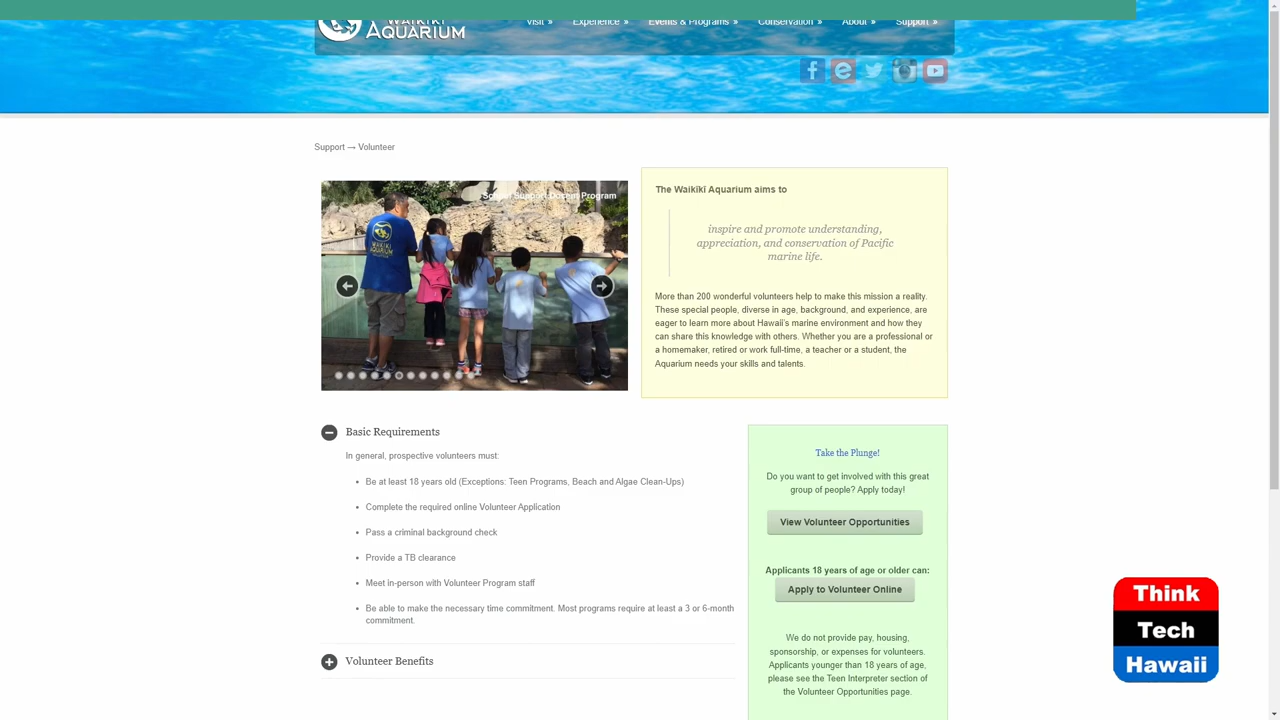 WAIKĪKĪ
AQUARIUM
Visit » Experience » Events & Programs » Conservation » About » Support »
Support → Volunteer
Support Docent Program
WAIKIKI
AQUARIUM
The Waikīkī Aquarium aims to
inspire and promote understanding,
appreciation, and conservation of Pacific
marine life.
More than 200 wonderful volunteers help to make this mission a reality.
These special people, diverse in age, background, and experience, are
eager to learn more about Hawaii's marine environment and how they
can share this knowledge with others. Whether you are a professional or
a homemaker, retired or work full-time, a teacher or a student, the
Aquarium needs your skills and talents.
Basic Requirements
In general, prospective volunteers must:
• Be at least 18 years old (Exceptions: Teen Programs, Beach and Algae Clean-Ups)
• Complete the required online Volunteer Application
• Pass a criminal background check
• Provide a TB clearance
• Meet in-person with Volunteer Program staff
• Be able to make the necessary time commitment. Most programs require at least a 3 or 6-month
commitment.
Volunteer Benefits
Take the Plunge!
Do you want to get involved with this great
group of people? Apply today!
View Volunteer Opportunities
Applicants 18 years of age or older can:
Apply to Volunteer Online
We do not provide pay, housing,
sponsorship, or expenses for volunteers.
Applicants younger than 18 years of age,
please see the Teen Interpreter section of
the Volunteer Opportunities page.
Think
Tech
Hawaii